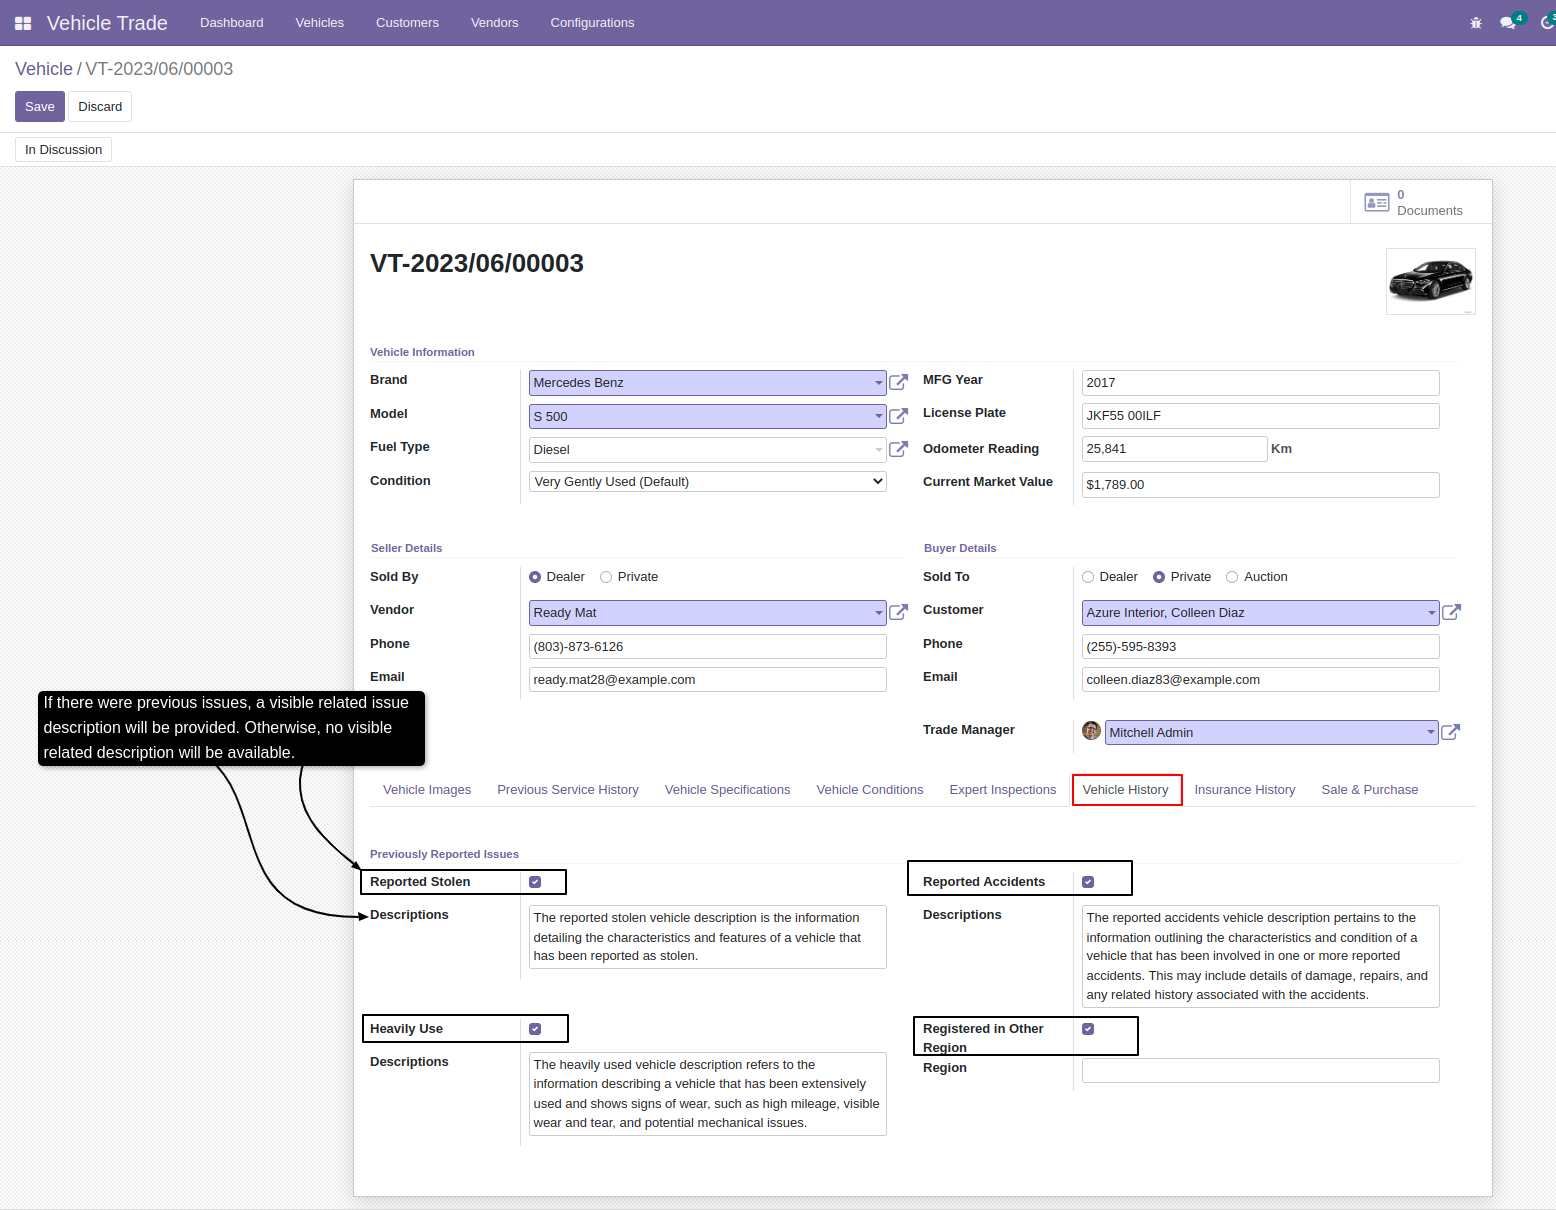 Vehicle Trade Dashboard Vehicles Customers Vendors Configurations 4
Vehicle / VT-2023/06/00003
Save Discard
In Discussion
0
Documents
VT-2023/06/00003
Vehicle Information
Brand Mercedes Benz MFG Year 2017
Model S 500 License Plate JKF55 00ILF
Fuel Type Diesel Odometer Reading 25,841 Km
Condition Very Gently Used (Default) Current Market Value $1,789.00
Seller Details Buyer Details
Sold By Dealer Private Sold To Dealer Private Auction
Vendor Ready Mat Customer Azure Interior, Colleen Diaz
Phone (803)-873-6126 Phone (255)-595-8393
Email ready.mat28@example.com Email colleen.diaz83@example.com
If there were previous issues, a visible related issue
description will be provided. Otherwise, no visible
related description will be available.
Trade Manager Mitchell Admin
Vehicle Images Previous Service History Vehicle Specifications Vehicle Conditions Expert Inspections Vehicle History Insurance History Sale & Purchase
Previously Reported Issues
Reported Stolen
Descriptions The reported stolen vehicle description is the information
detailing the characteristics and features of a vehicle that
has been reported as stolen.
Reported Accidents
Descriptions The reported accidents vehicle description pertains to the
information outlining the characteristics and condition of a
vehicle that has been involved in one or more reported
accidents. This may include details of damage, repairs, and
any related history associated with the accidents.
Heavily Use
Descriptions The heavily used vehicle description refers to the
information describing a vehicle that has been extensively
used and shows signs of wear, such as high mileage, visible
wear and tear, and potential mechanical issues.
Registered in Other
Region
Region